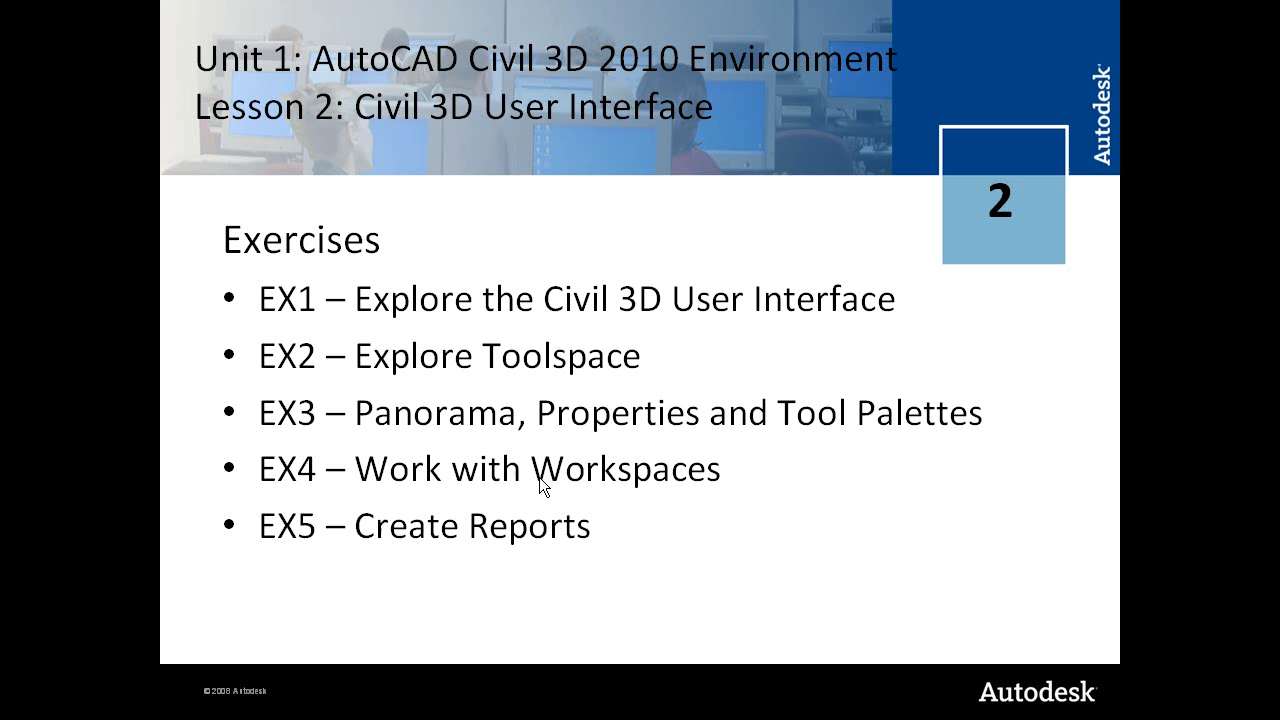 Unit 1: AutoCAD Civil 3D 2010 Environment
Lesson 2: Civil 3D User Interface
Autodesk
2
Exercises
• EX1 – Explore the Civil 3D User Interface
• EX2 – Explore Toolspace
• EX3 – Panorama, Properties and Tool Palettes
• EX4 – Work with Workspaces
• EX5 – Create Reports
© 2008 Autodesk
Autodesk